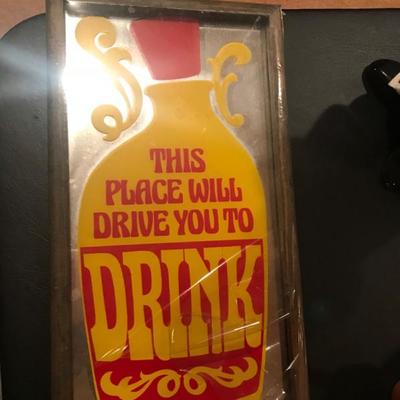 THIS
PLACE WILL
DRIVE YOU TO
DRINK